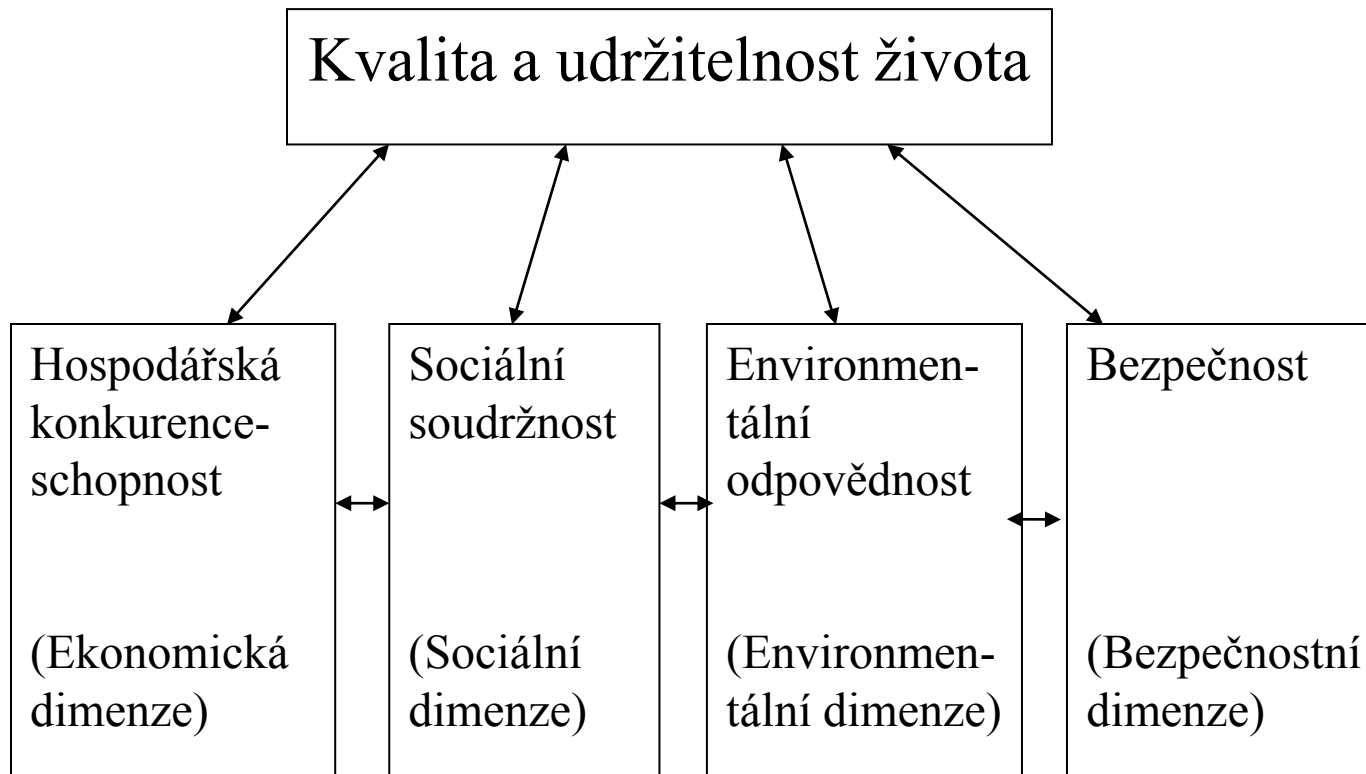 Kvalita a udržitelnost života
Hospodářská
konkurence-
schopnost
(Ekonomická
dimenze)
Sociální
soudržnost
(Sociální
dimenze)
Environmen-
tální
odpovědnost
(Environmen-
tální dimenze)
Bezpečnost
(Bezpečnostní
dimenze)